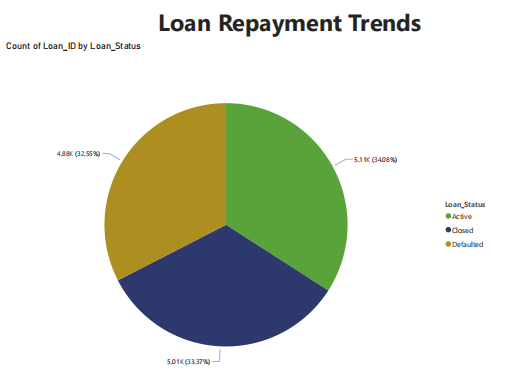 Loan Repayment Trends
Count of Loan_ID by Loan_Status
4.88K (32.55%)
5.11K (34.08%)
Loan_Status
Active
Closed
Defaulted
5.01K (33.37%)